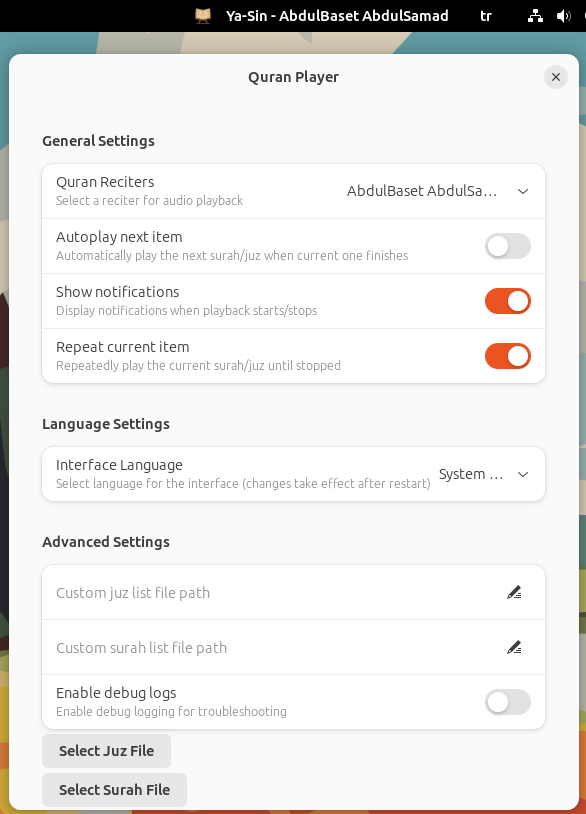 Ya-Sin - AbdulBaset AbdulSamad tr
Quran Player
General Settings
Quran Reciters
Select a reciter for audio playback
AbdulBaset AbdulSa...
Autoplay next item
Automatically play the next surah/juz when current one finishes
Show notifications
Display notifications when playback starts/stops
Repeat current item
Repeatedly play the current surah/juz until stopped
Language Settings
Interface Language
Select language for the interface (changes take effect after restart)
System ...
Advanced Settings
Custom juz list file path
Custom surah list file path
Enable debug logs
Enable debug logging for troubleshooting
Select Juz File
Select Surah File